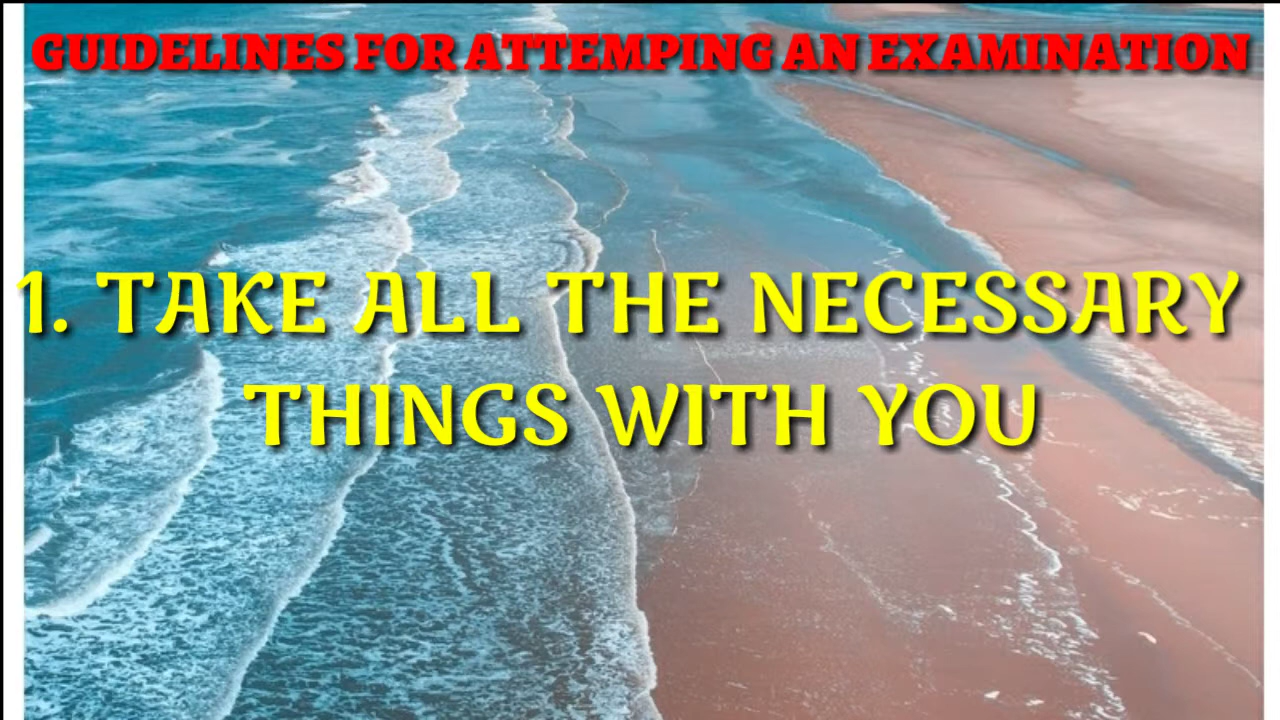 GUIDELINES FOR ATTEMPING AN EXAMINATION
1. TAKE ALL THE NECESSARY
THINGS WITH YOU